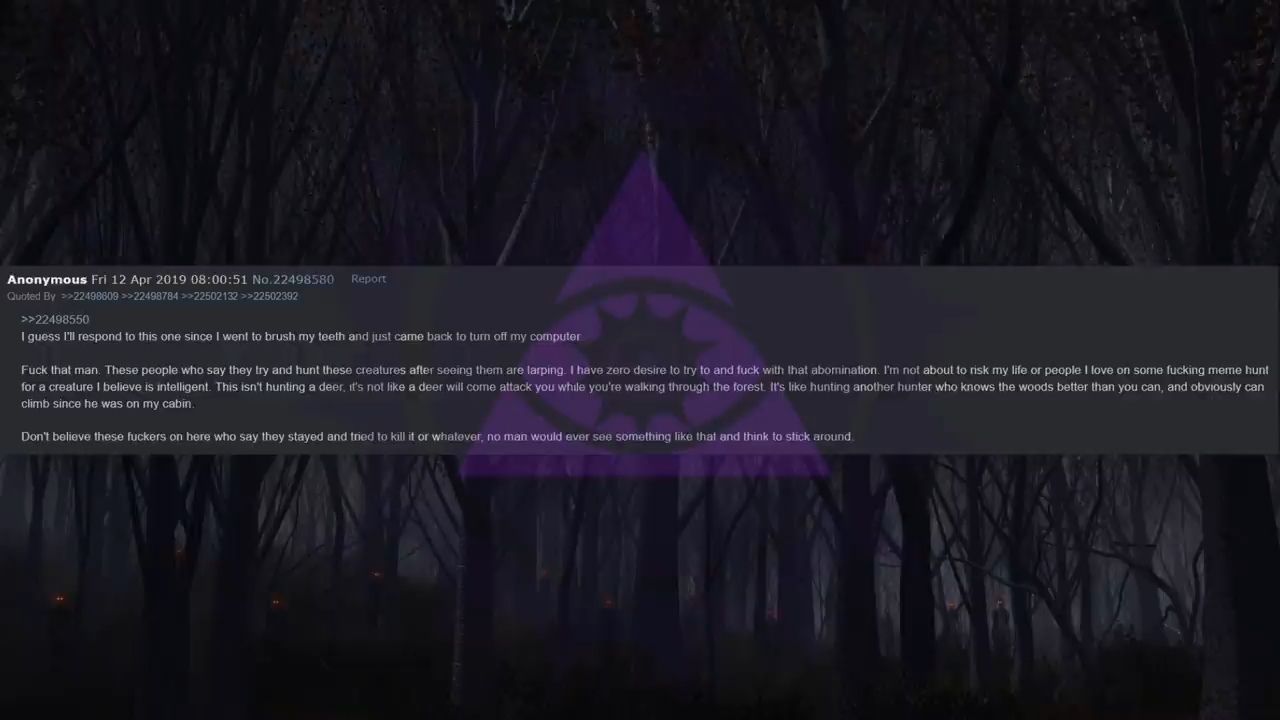 Anonymous Fri 12 Apr 2019 08:00:51 No.22498580 Report
Quoted By >>22498609 >>22498784 >>22502132 >>22502392
>>22498550
I guess I'll respond to this one since I went to brush my teeth and just came back to turn off my computer
Fuck that man. These people who say they try and hunt these creatures after seeing them are larping. I have zero desire to try to and fuck with that abomination. I'm not about to risk my life or people I love on some fucking meme hunt
for a creature I believe is intelligent. This isn't hunting a deer, it's not like a deer will come attack you while you're walking through the forest. It's like hunting another hunter who knows the woods better than you can, and obviously can
climb since he was on my cabin.
Don't believe these fuckers on here who say they stayed and tried to kill it or whatever, no man would ever see something like that and think to stick around.